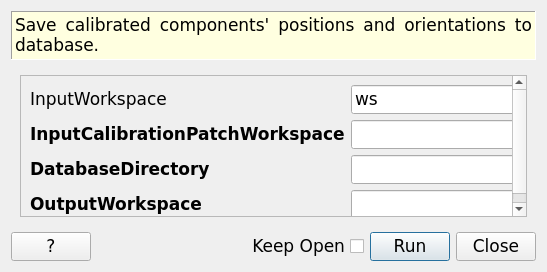 Save calibrated components' positions and orientations to
database.
InputWorkspace ws
InputCalibrationPatchWorkspace
DatabaseDirectory
OutputWorkspace
? Keep Open Run Close